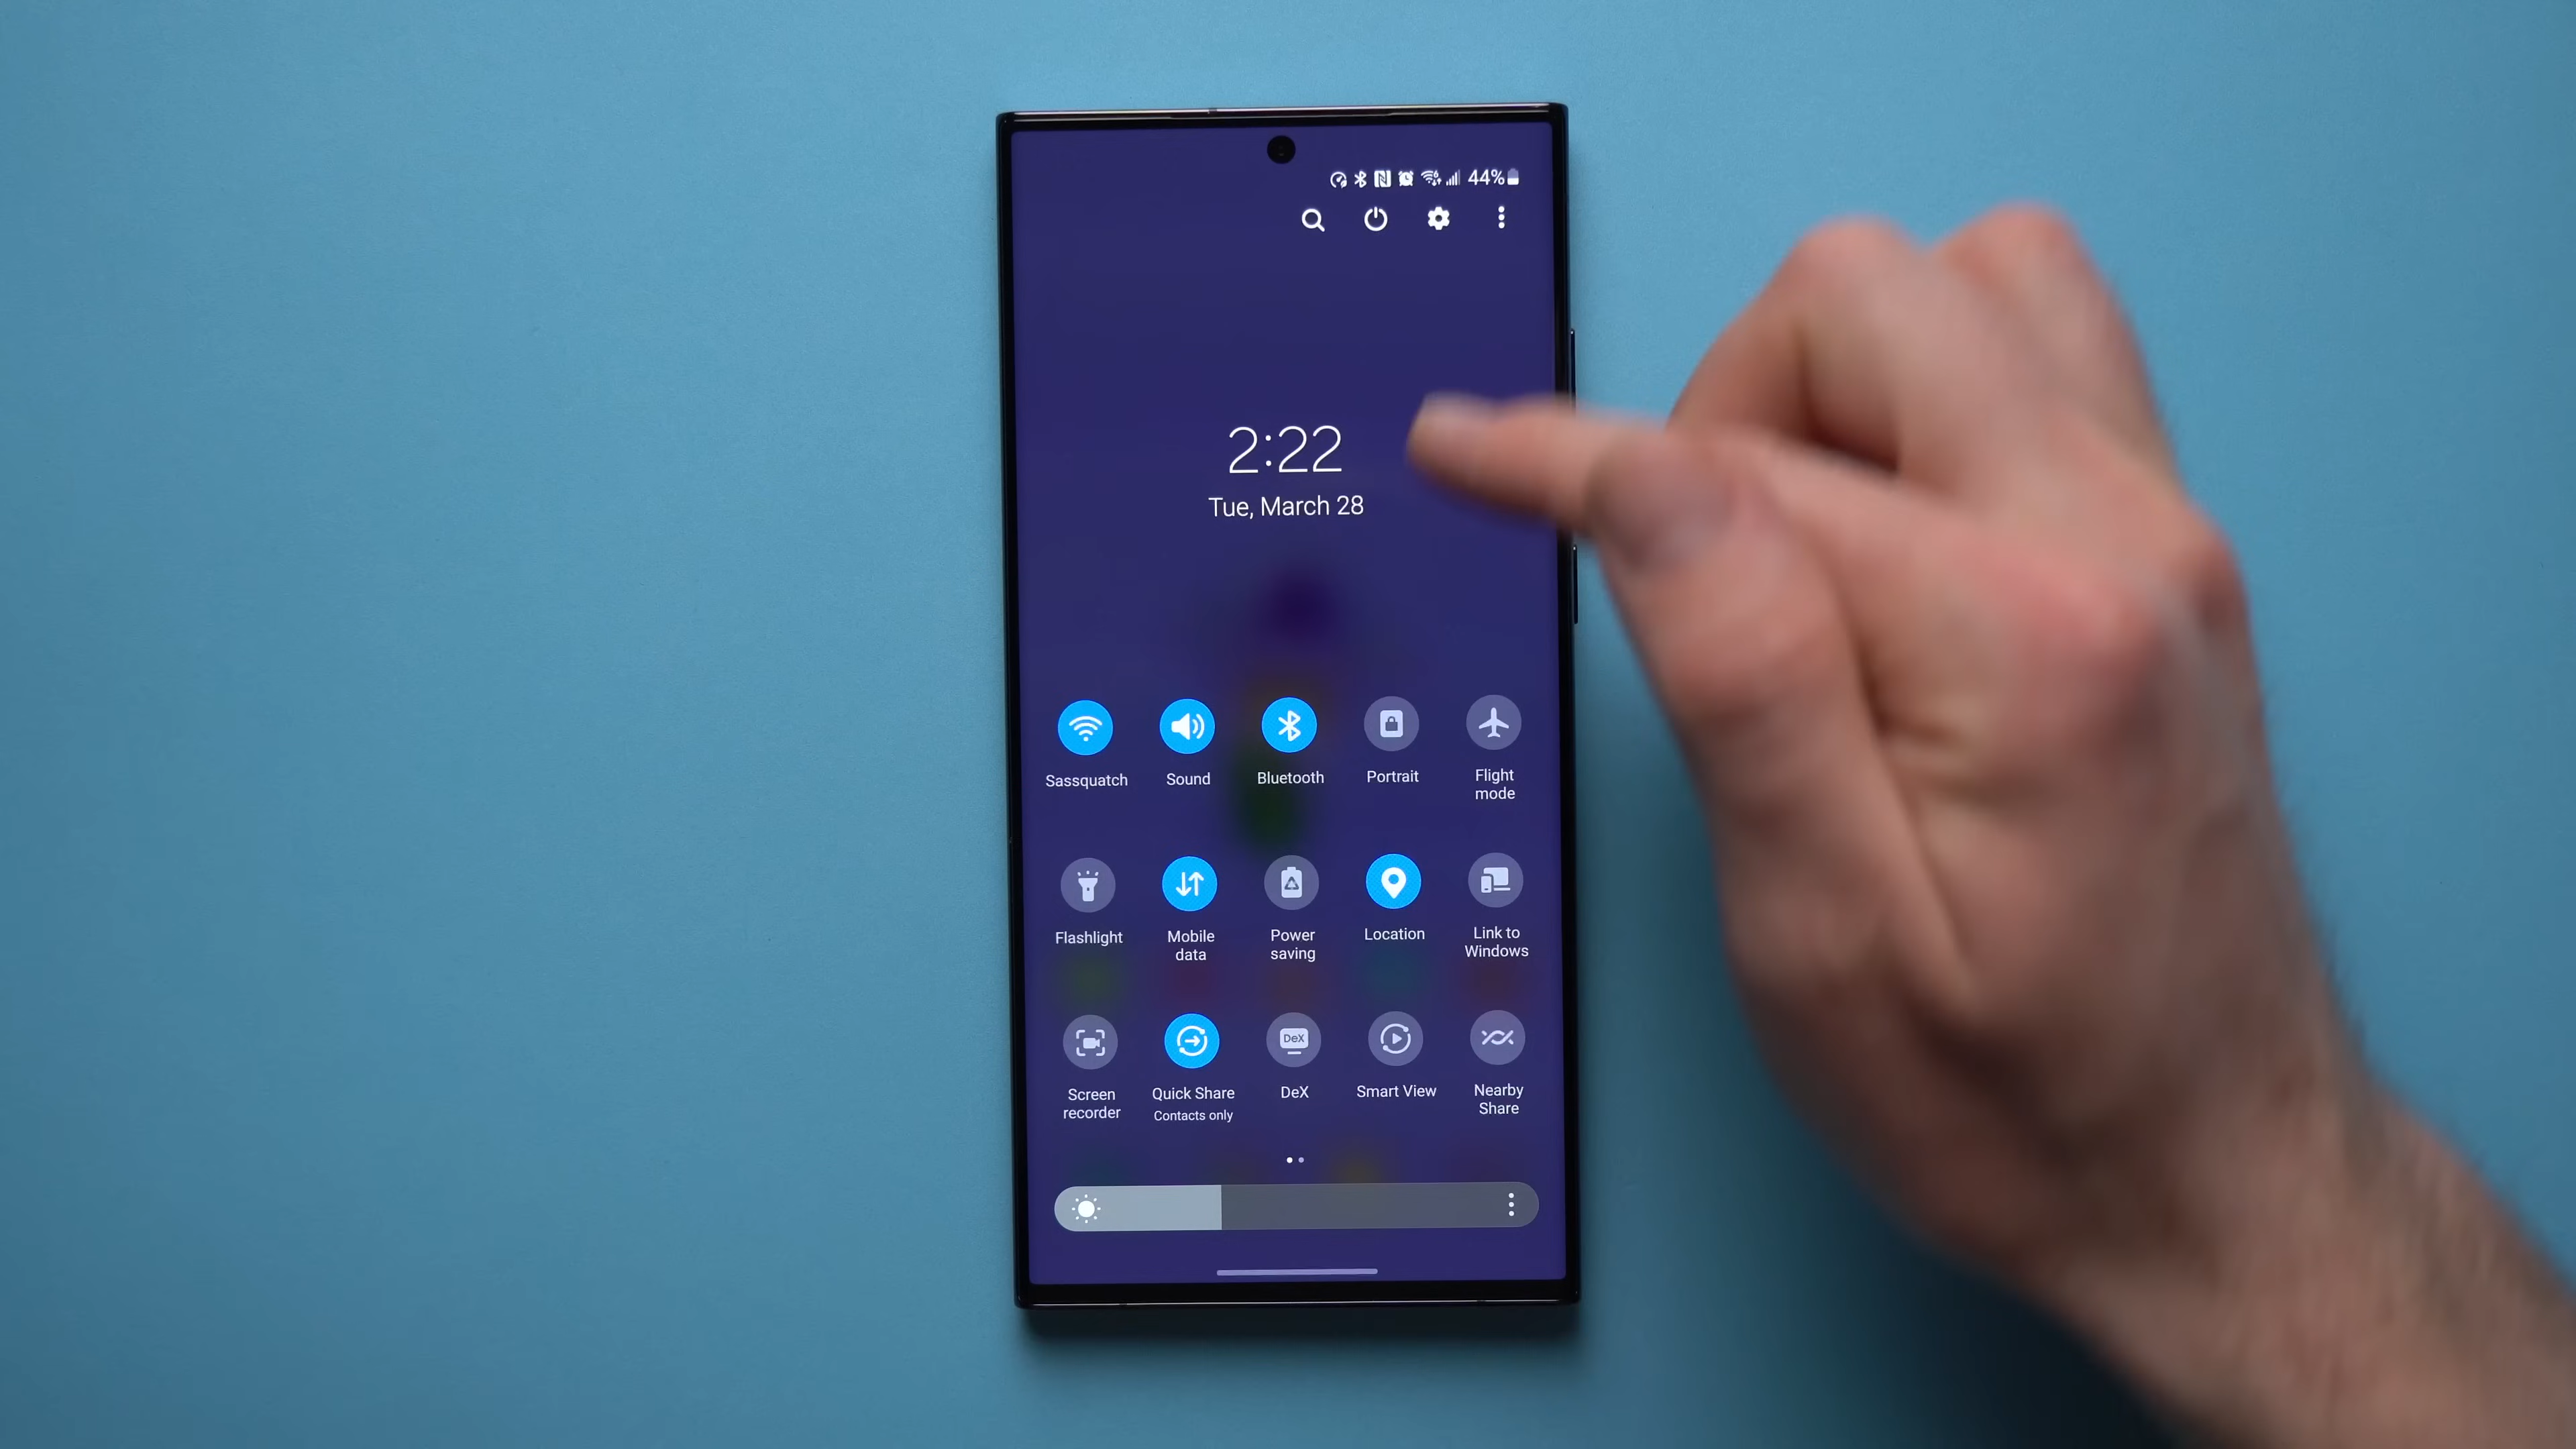 44%
2:22
Tue, March 28
Sassquatch
Sound
Bluetooth
Portrait
Flight
mode
Flashlight
Mobile
data
Power
saving
Location
Link to
Windows
Screen
recorder
Quick Share
Contacts only
DeX
DeX
Smart View
Nearby
Share